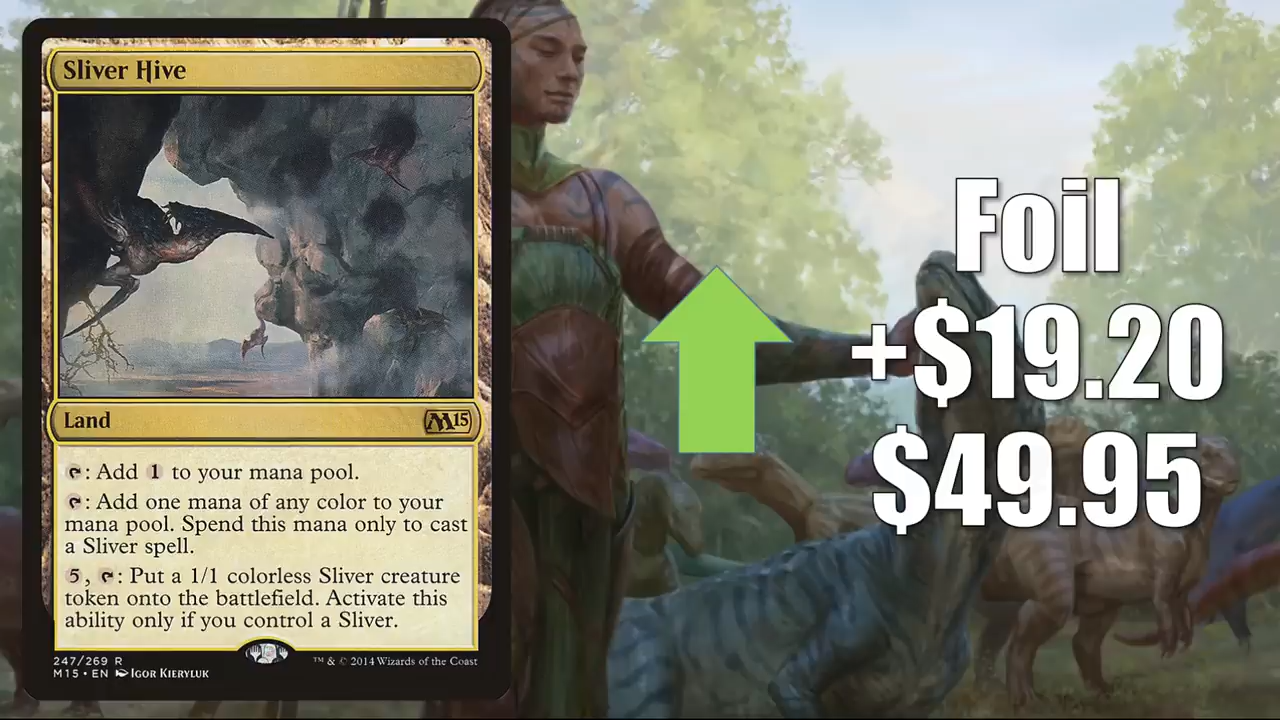 Sliver Hive
Land
M15
: Add 1 to your mana pool.
: Add one mana of any color to your
mana pool. Spend this mana only to cast
a Sliver spell.
5, : Put a 1/1 colorless Sliver creature
token onto the battlefield. Activate this
ability only if you control a Sliver.
247/269 R
M15 • EN Igor Kieryluk
™ & © 2014 Wizards of the Coast
Foil
+$19.20
$49.95